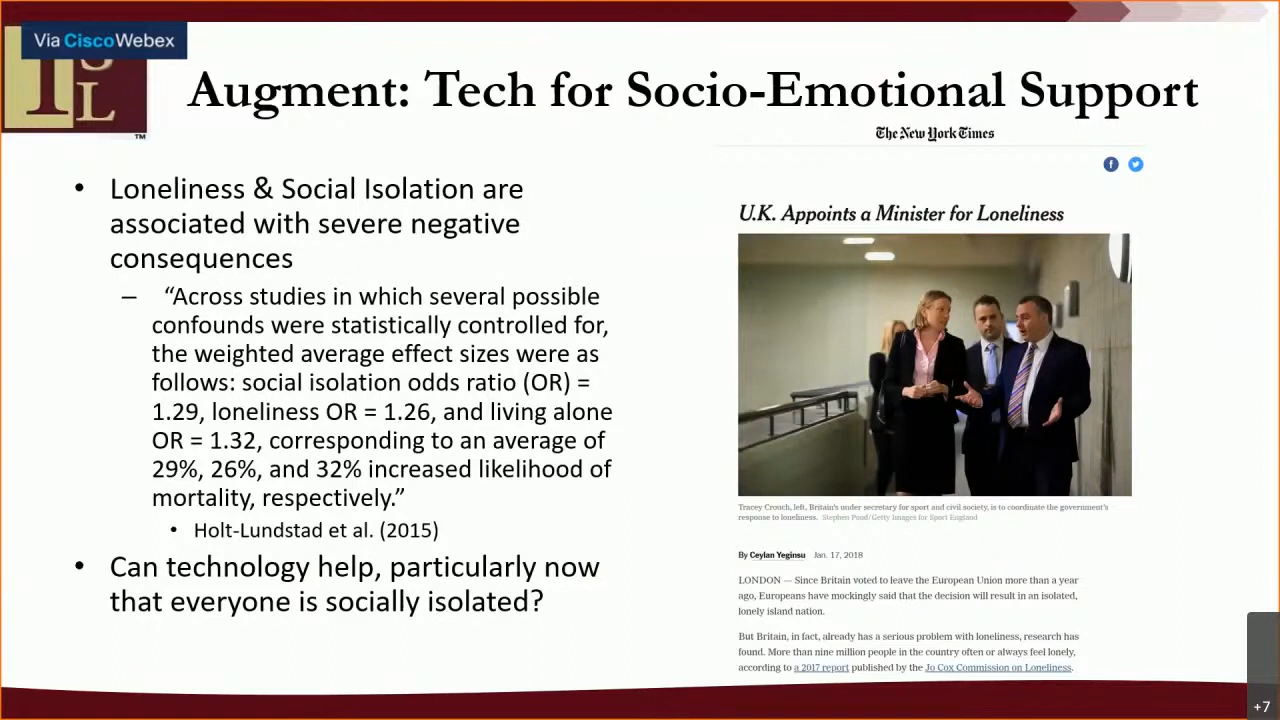 Via Cisco Webex
I
S
L
™
Augment: Tech for Socio-Emotional Support
• Loneliness & Social Isolation are
associated with severe negative
consequences
– “Across studies in which several possible
confounds were statistically controlled for,
the weighted average effect sizes were as
follows: social isolation odds ratio (OR) =
1.29, loneliness OR = 1.26, and living alone
OR = 1.32, corresponding to an average of
29%, 26%, and 32% increased likelihood of
mortality, respectively.”
• Holt-Lundstad et al. (2015)
• Can technology help, particularly now
that everyone is socially isolated?
The New York Times
U.K. Appoints a Minister for Loneliness
Tracey Crouch, left, Britain's under secretary for sport and civil society, is to coordinate the government's
response to loneliness. Stephen Pond/Getty Images for Sport England
By Ceylan Yeginsu Jan. 17, 2018
LONDON — Since Britain voted to leave the European Union more than a year
ago, Europeans have mockingly said that the decision will result in an isolated,
lonely island nation.
But Britain, in fact, already has a serious problem with loneliness, research has
found. More than nine million people in the country often or always feel lonely,
according to a 2017 report published by the Jo Cox Commission on Loneliness.
+7